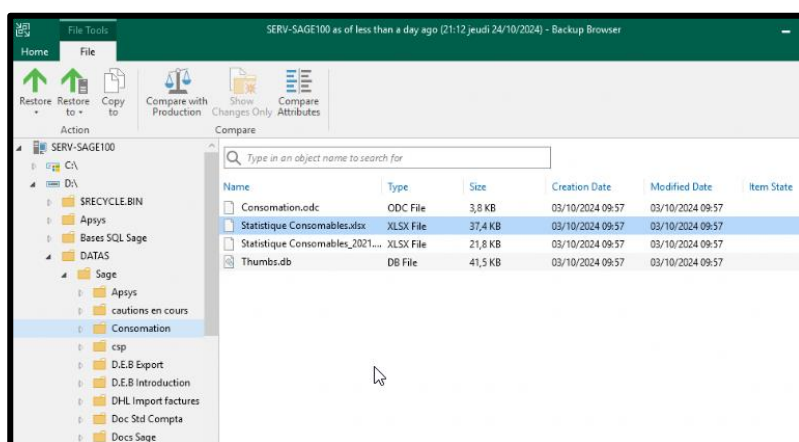 File Tools
SERV-SAGE100 as of less than a day ago (21:12 jeudi 24/10/2024) - Backup Browser
Home File
Restore Restore to Copy to Compare with Production Show Changes Only Compare Attributes
Action Compare
SERV-SAGE100
C:\
D:\
$RECYCLE.BIN
Apsys
Bases SQL Sage
DATAS
Sage
Apsys
cautions en cours
Consomation
csp
D.E.B Export
D.E.B Introduction
DHL Import factures
Doc Std Compta
Docs Sage
Type in an object name to search for
Name Type Size Creation Date Modified Date Item State
Consomation.odc ODC File 3,8 KB 03/10/2024 09:57 03/10/2024 09:57
Statistique Consomables.xlsx XLSX File 37,4 KB 03/10/2024 09:57 03/10/2024 09:57
Statistique Consomables_2021.... XLSX File 21,8 KB 03/10/2024 09:57 03/10/2024 09:57
Thumbs.db DB File 41,5 KB 03/10/2024 09:57 03/10/2024 09:57